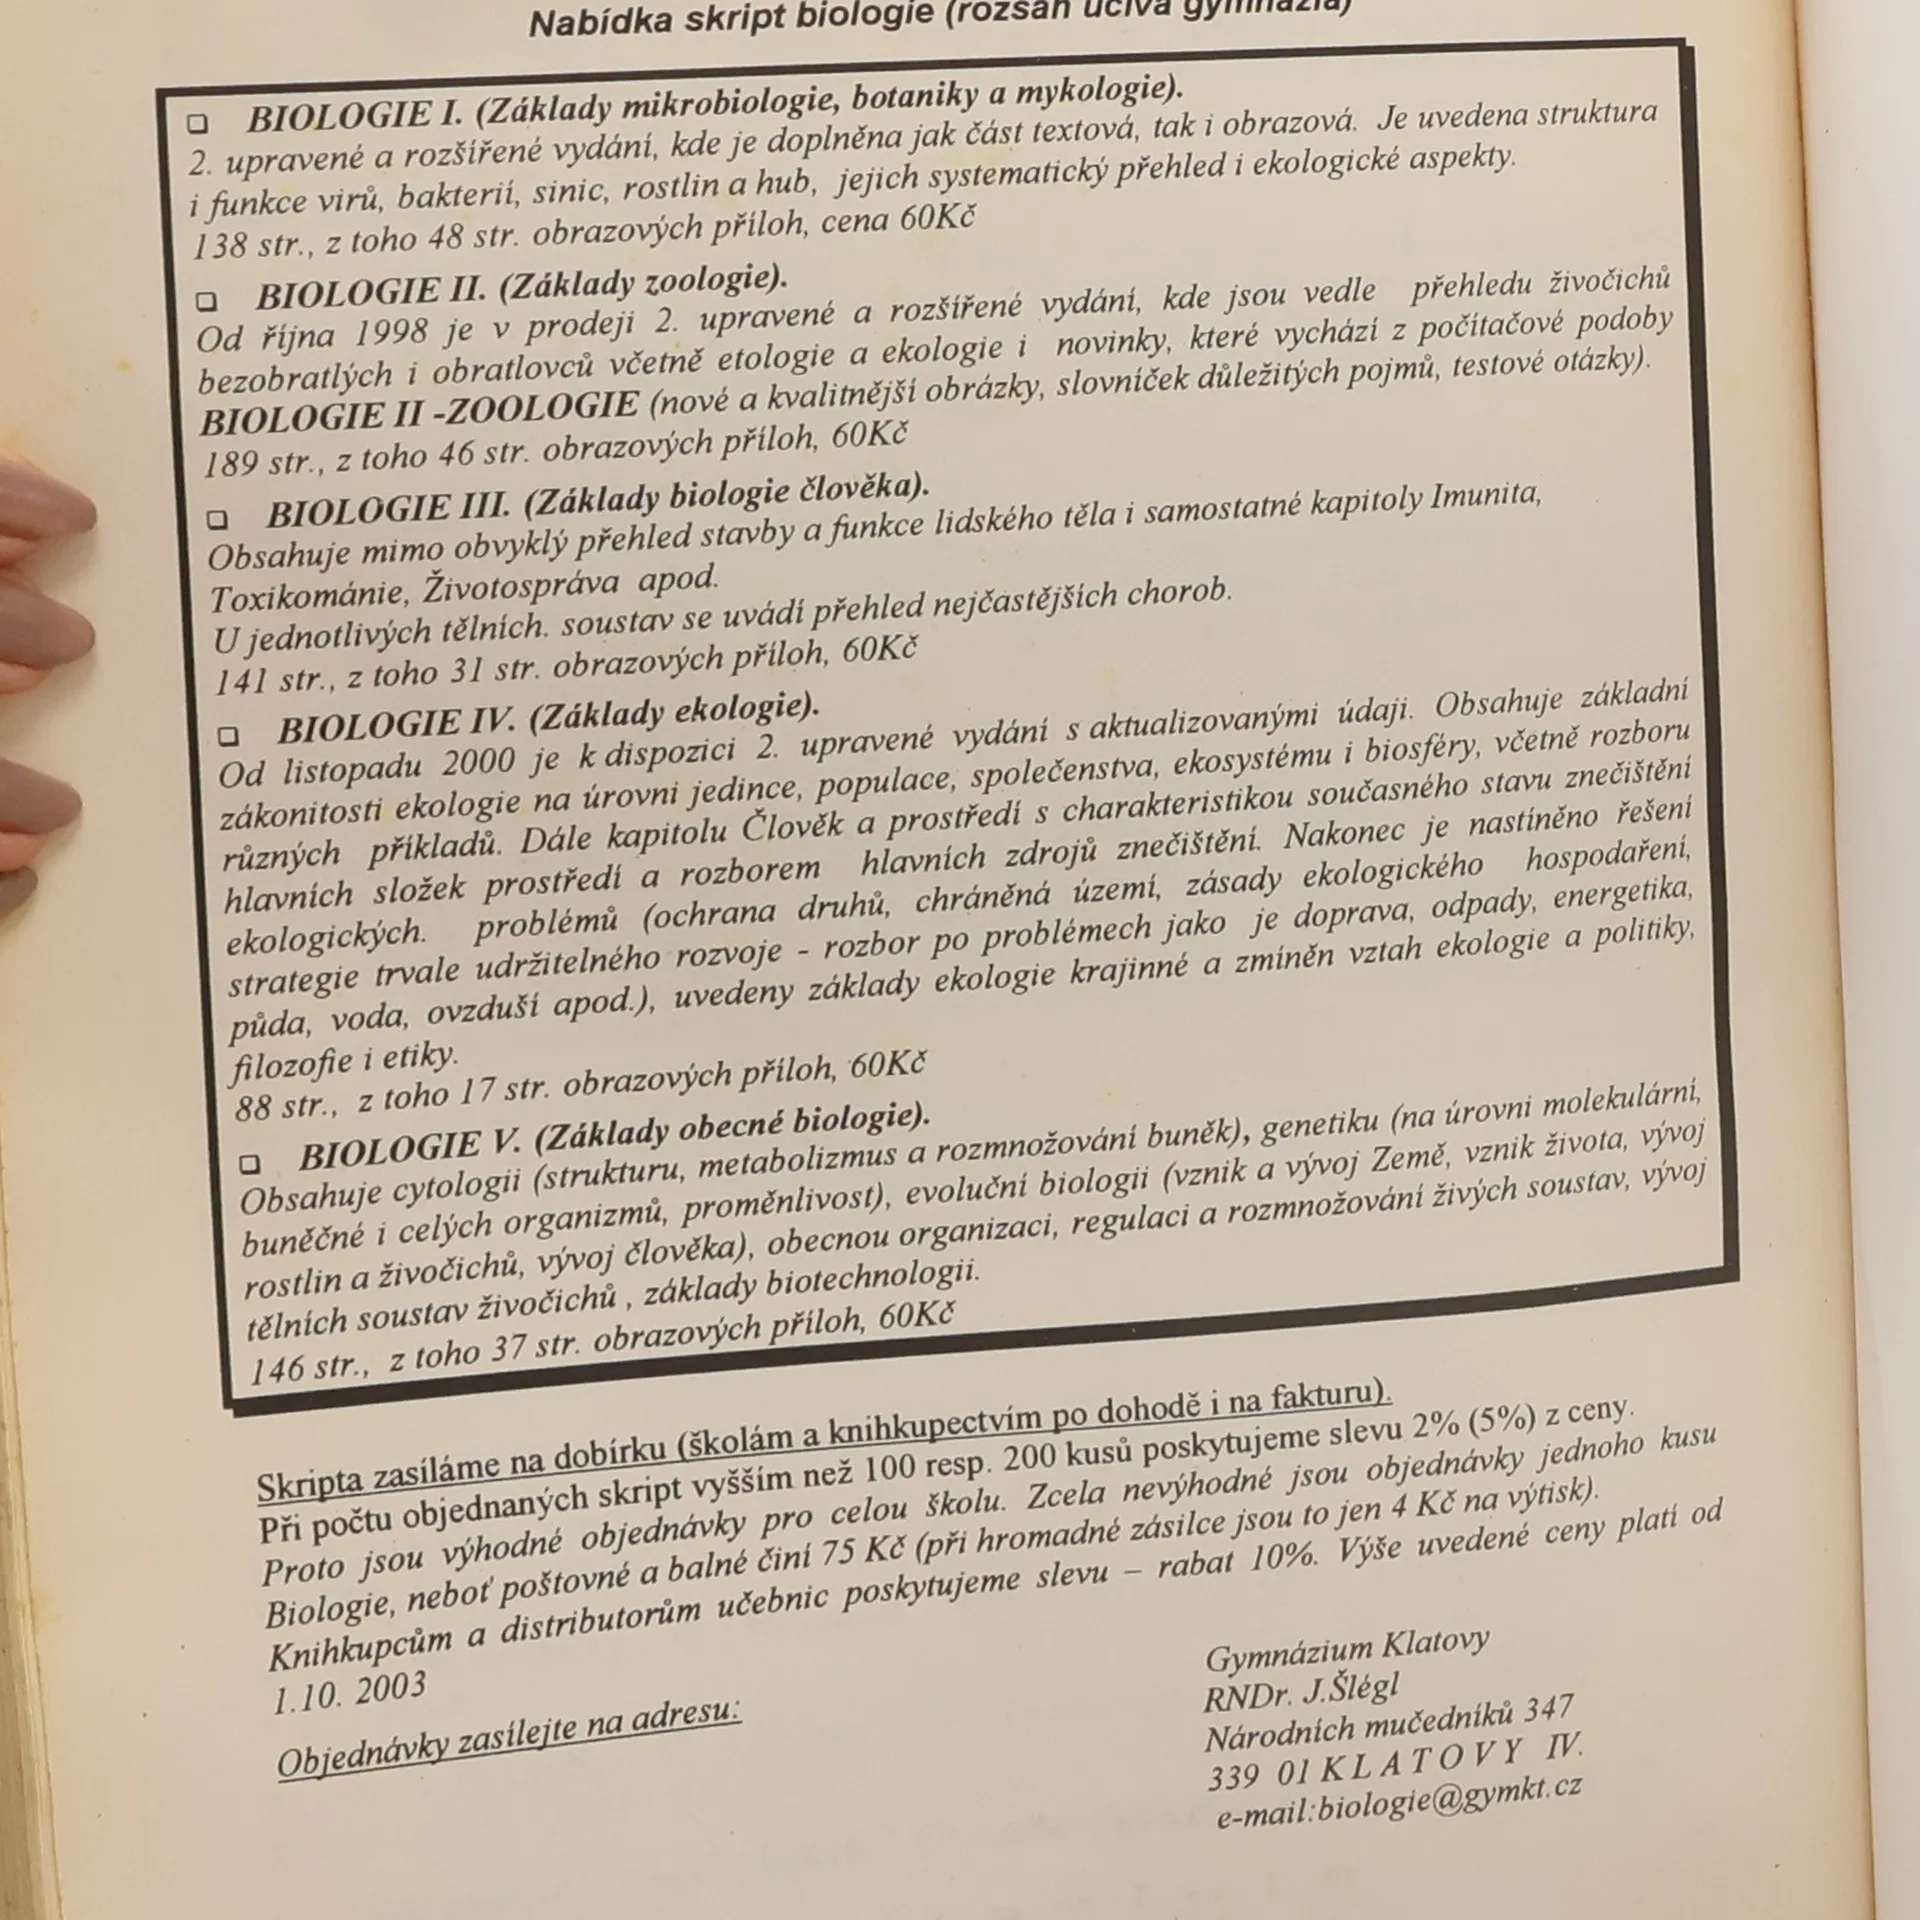 Nabídka skript biologie (rozsah učiva gymnázia)
❑ BIOLOGIE I. (Základy mikrobiologie, botaniky a mykologie).
2. upravené a rozšířené vydání, kde je doplněna jak část textová, tak i obrazová. Je uvedena struktura
i funkce virů, bakterií, sinic, rostlin a hub, jejich systematický přehled i ekologické aspekty.
138 str., z toho 48 str. obrazových příloh, cena 60Kč
❑ BIOLOGIE II. (Základy zoologie).
Od října 1998 je v prodeji 2. upravené a rozšířené vydání, kde jsou vedle přehledu živočichů
bezobratlých i obratlovců včetně etologie a ekologie i novinky, které vychází z počítačové podoby
BIOLOGIE II -ZOOLOGIE (nové a kvalitnější obrázky, slovníček důležitých pojmů, testové otázky).
189 str., z toho 46 str. obrazových příloh, 60Kč
❑ BIOLOGIE III. (Základy biologie člověka).
Obsahuje mimo obvyklý přehled stavby a funkce lidského těla i samostatné kapitoly Imunita,
Toxikománie, Životospráva apod.
U jednotlivých tělních. soustav se uvádí přehled nejčastějších chorob.
141 str., z toho 31 str. obrazových příloh, 60Kč
❑ BIOLOGIE IV. (Základy ekologie).
Od listopadu 2000 je k dispozici 2. upravené vydání s aktualizovanými údaji. Obsahuje základní
zákonitosti ekologie na úrovni jedince, populace, společenstva, ekosystému i biosféry, včetně rozboru
různých příkladů. Dále kapitolu Člověk a prostředí s charakteristikou současného stavu znečištění
hlavních složek prostředí a rozborem hlavních zdrojů znečištění. Nakonec je nastíněno řešení
ekologických. problémů (ochrana druhů, chráněná území, zásady ekologického hospodaření,
strategie trvale udržitelného rozvoje - rozbor po problémech jako je doprava, odpady, energetika,
půda, voda, ovzduší apod.), uvedeny základy ekologie krajinné a zmíněn vztah ekologie a politiky,
filozofie i etiky.
88 str., z toho 17 str. obrazových příloh, 60Kč
❑ BIOLOGIE V. (Základy obecné biologie).
Obsahuje cytologii (strukturu, metabolizmus a rozmnožování buněk), genetiku (na úrovni molekulární,
buněčné i celých organizmů, proměnlivost), evoluční biologii (vznik a vývoj Země, vznik života, vývoj
rostlin a živočichů, vývoj člověka), obecnou organizaci, regulaci a rozmnožování živých soustav, vývoj
tělních soustav živočichů , základy biotechnologii.
146 str., z toho 37 str. obrazových příloh, 60Kč
Skripta zasíláme na dobírku (školám a knihkupectvím po dohodě i na fakturu).
Při počtu objednaných skript vyšším než 100 resp. 200 kusů poskytujeme slevu 2% (5%) z ceny.
Proto jsou výhodné objednávky pro celou školu. Zcela nevýhodné jsou objednávky jednoho kusu
Biologie, neboť poštovné a balné činí 75 Kč (při hromadné zásilce jsou to jen 4 Kč na výtisk).
Knihkupcům a distributorům učebnic poskytujeme slevu – rabat 10%. Výše uvedené ceny platí od
1.10. 2003
Objednávky zasílejte na adresu:
Gymnázium Klatovy
RNDr. J.Šlégl
Národních mučedníků 347
339 01 K L A T O V Y IV.
e-mail:biologie@gymkt.cz